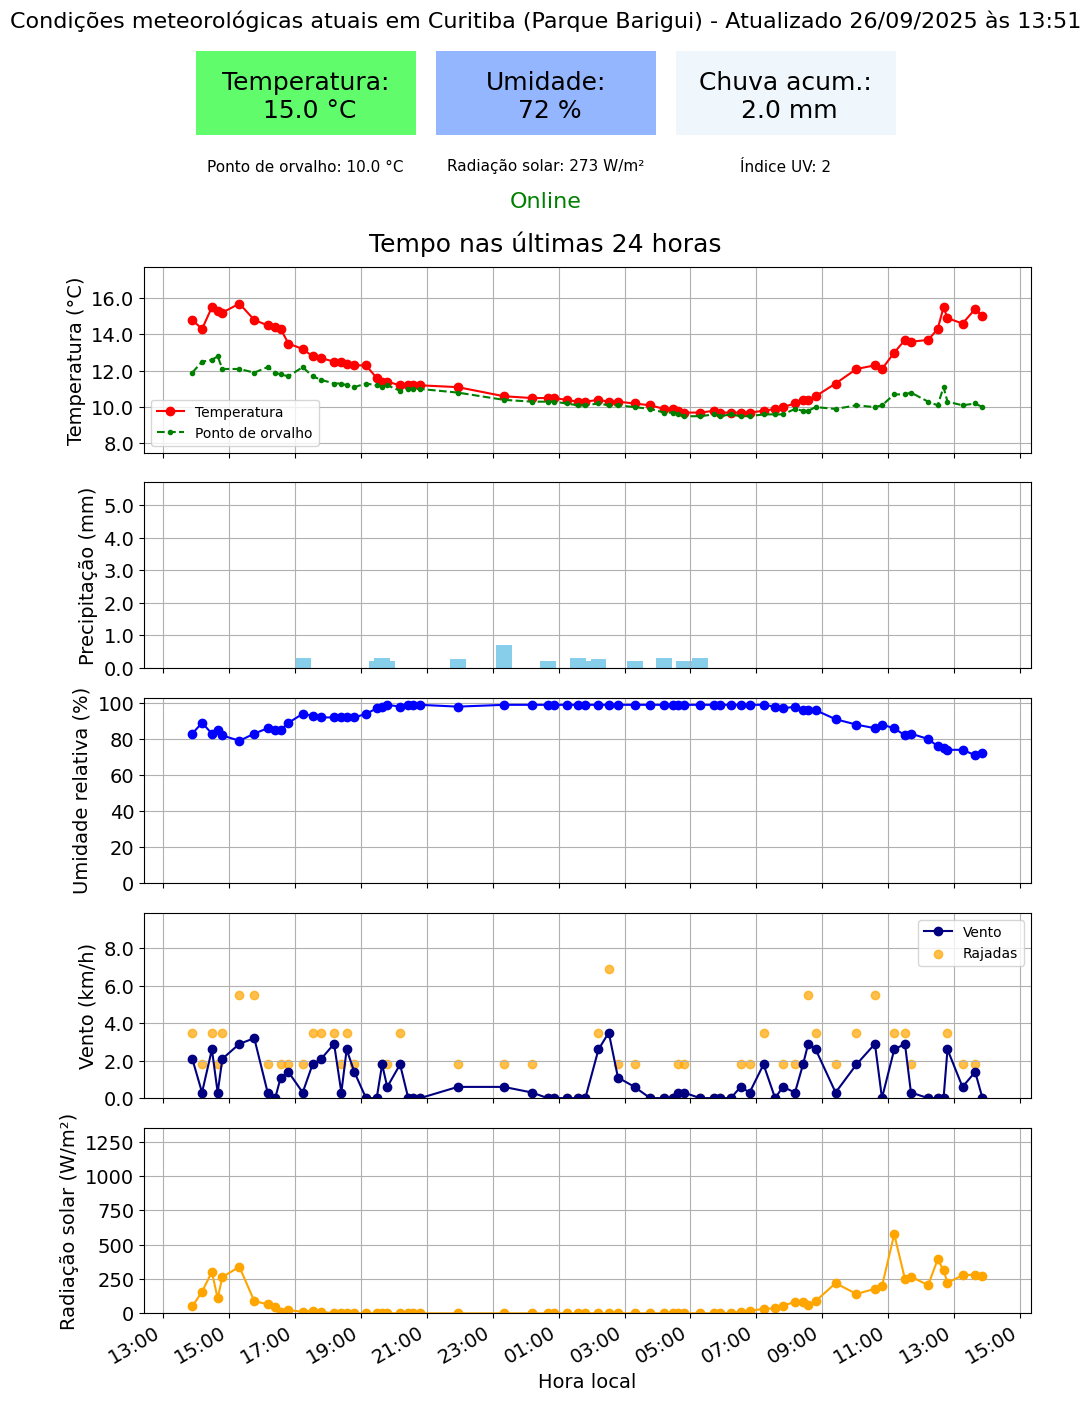 Condições meteorológicas atuais em Curitiba (Parque Barigui) - Atualizado 26/09/2025 às 13:51
Temperatura:
15.0 °C
Umidade:
72 %
Chuva acum.:
2.0 mm
Ponto de orvalho: 10.0 °C
Radiação solar: 273 W/m²
Índice UV: 2
Online
Tempo nas últimas 24 horas
Temperatura (°C)
16.0
14.0
12.0
10.0
8.0
Temperatura
Ponto de orvalho
Precipitação (mm)
5.0
4.0
3.0
2.0
1.0
0.0
Umidade relativa (%)
100
80
60
40
20
0
Vento (km/h)
8.0
6.0
4.0
2.0
0.0
Vento
Rajadas
Radiação solar (W/m²)
1250
1000
750
500
250
0
13:00
15:00
17:00
19:00
21:00
23:00
01:00
03:00
05:00
07:00
09:00
11:00
13:00
15:00
Hora local